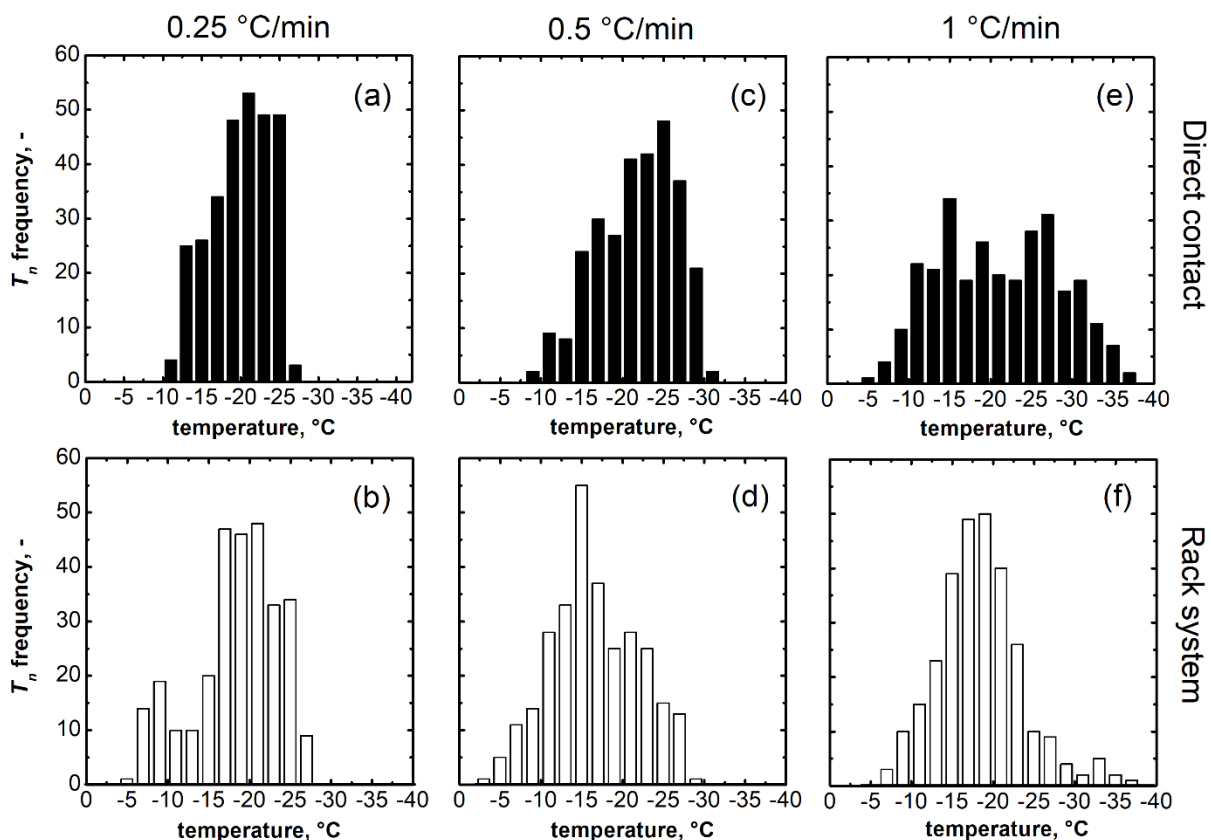 0.25 °C/min 0.5 °C/min 1 °C/min
60
50
40
30
20
10
0
Tn frequency, -
(a)
0 -5 -10 -15 -20 -25 -30 -35 -40
temperature, °C
(c)
0 -5 -10 -15 -20 -25 -30 -35 -40
temperature, °C
(e)
0 -5 -10 -15 -20 -25 -30 -35 -40
temperature, °C
Direct contact
60
50
40
30
20
10
0
Tn frequency, -
(b)
0 -5 -10 -15 -20 -25 -30 -35 -40
temperature, °C
(d)
0 -5 -10 -15 -20 -25 -30 -35 -40
temperature, °C
(f)
0 -5 -10 -15 -20 -25 -30 -35 -40
temperature, °C
Rack system